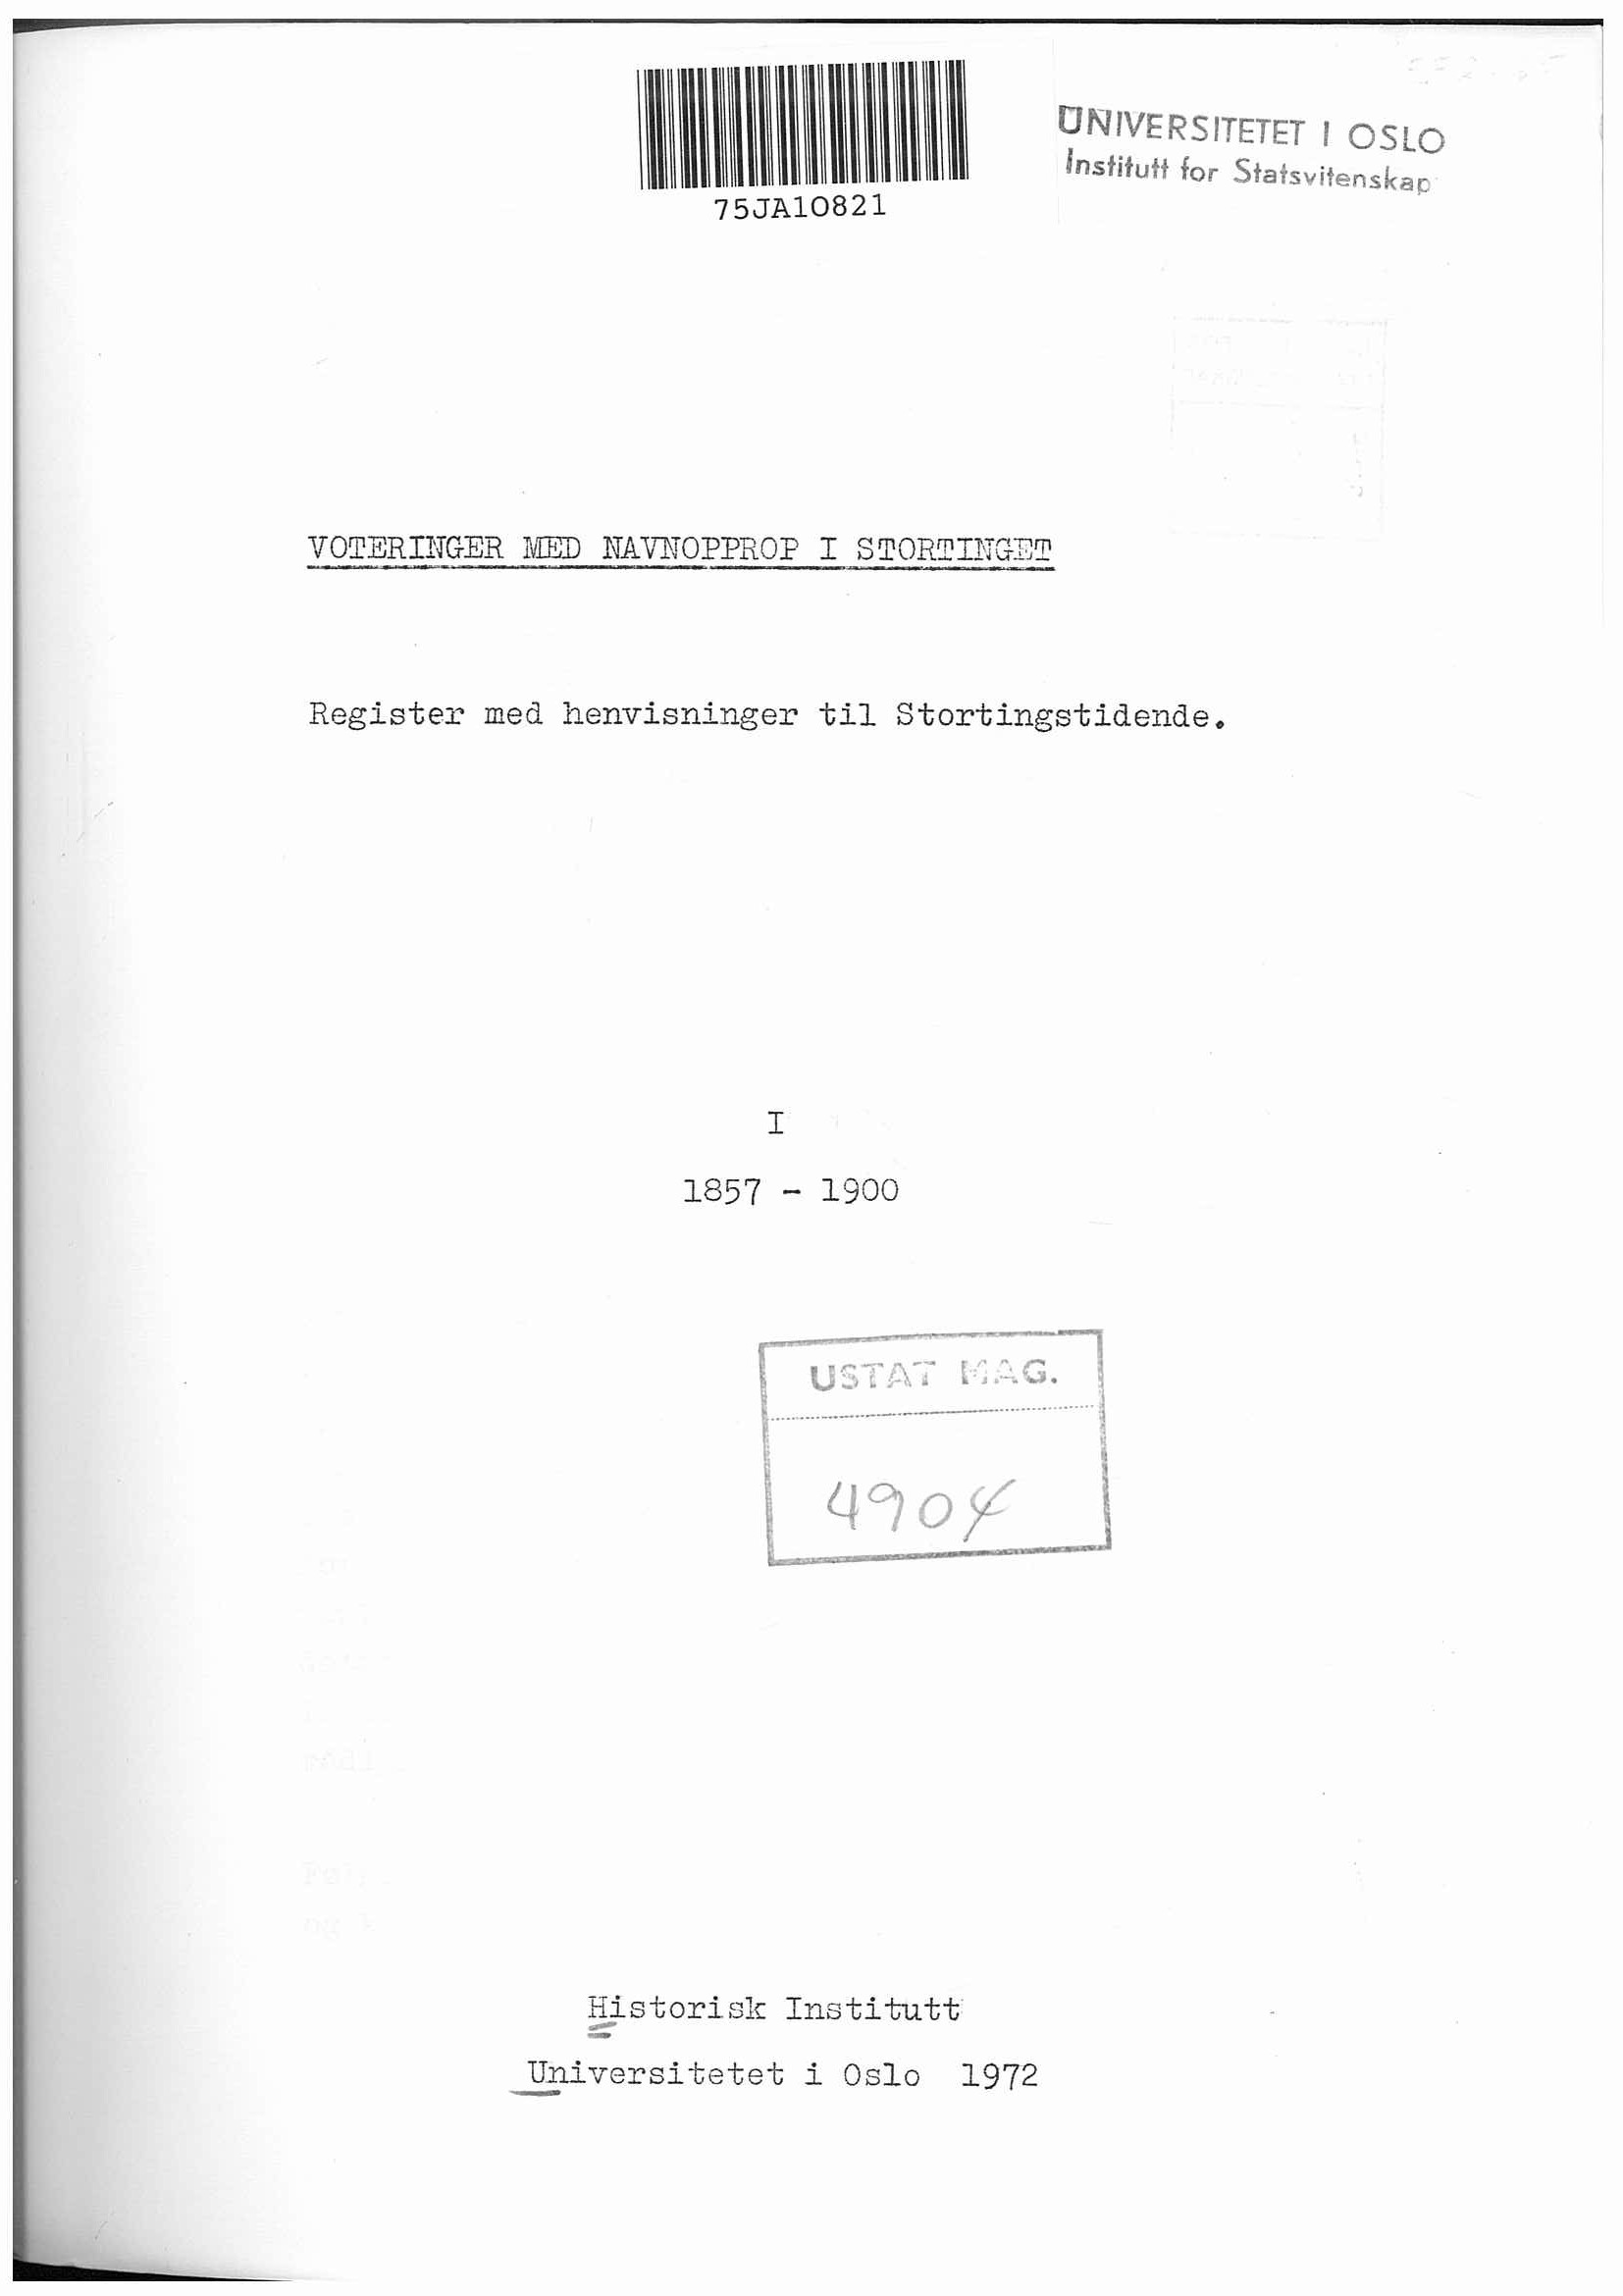 75JA10821
UNIVERSITETET I OSLO
Institutt for Statsvitenskap
VOTERINGER MED NAVNOPPROP I STORTINGET
Register med henvisninger til Stortingstidende.
I
1857 - 1900
USTAT MAG.
4904
Historisk Institutt
Universitetet i Oslo 1972